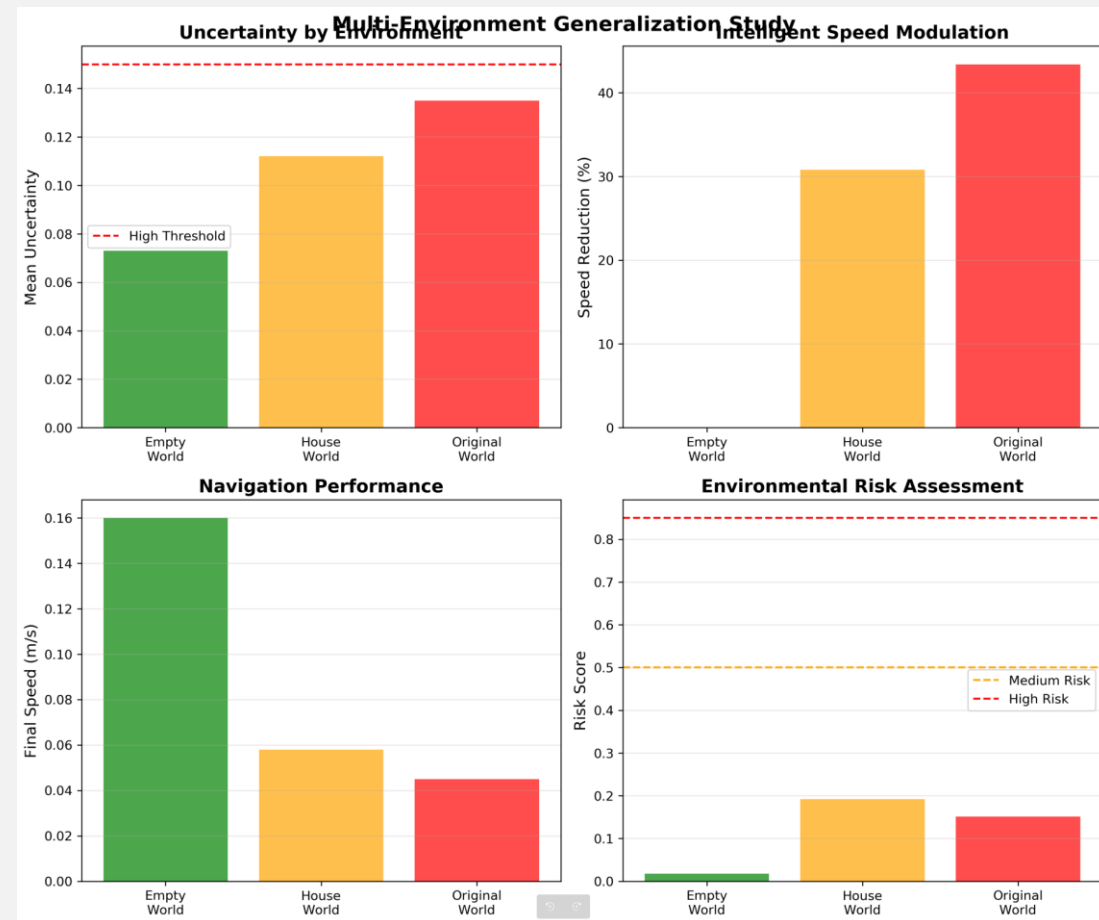 Multi-Environment Generalization Study
Uncertainty by Environment
Mean Uncertainty
0.14
0.12
0.10
0.08
0.06
0.04
0.02
0.00
High Threshold
Empty
World
House
World
Original
World
Intelligent Speed Modulation
Speed Reduction (%)
40
30
20
10
0
Empty
World
House
World
Original
World
Navigation Performance
Final Speed (m/s)
0.16
0.14
0.12
0.10
0.08
0.06
0.04
0.02
0.00
Empty
World
House
World
Original
World
Environmental Risk Assessment
Risk Score
0.8
0.7
0.6
0.5
0.4
0.3
0.2
0.1
0.0
Medium Risk
High Risk
Empty
World
House
World
Original
World